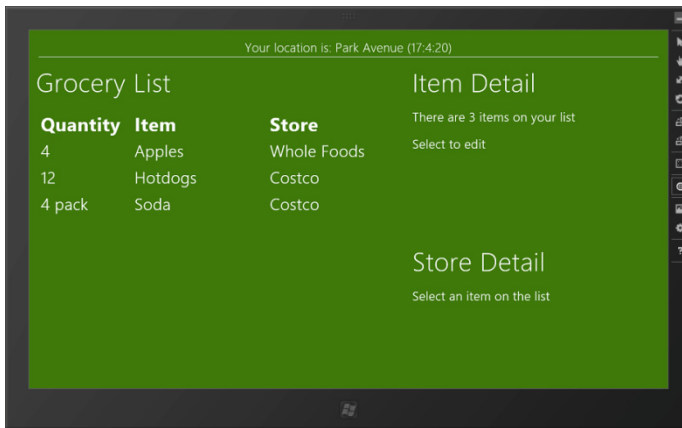 Your location is: Park Avenue (17:4:20)
Grocery List
Quantity Item Store
4 Apples Whole Foods
12 Hotdogs Costco
4 pack Soda Costco
Item Detail
There are 3 items on your list
Select to edit
Store Detail
Select an item on the list
?